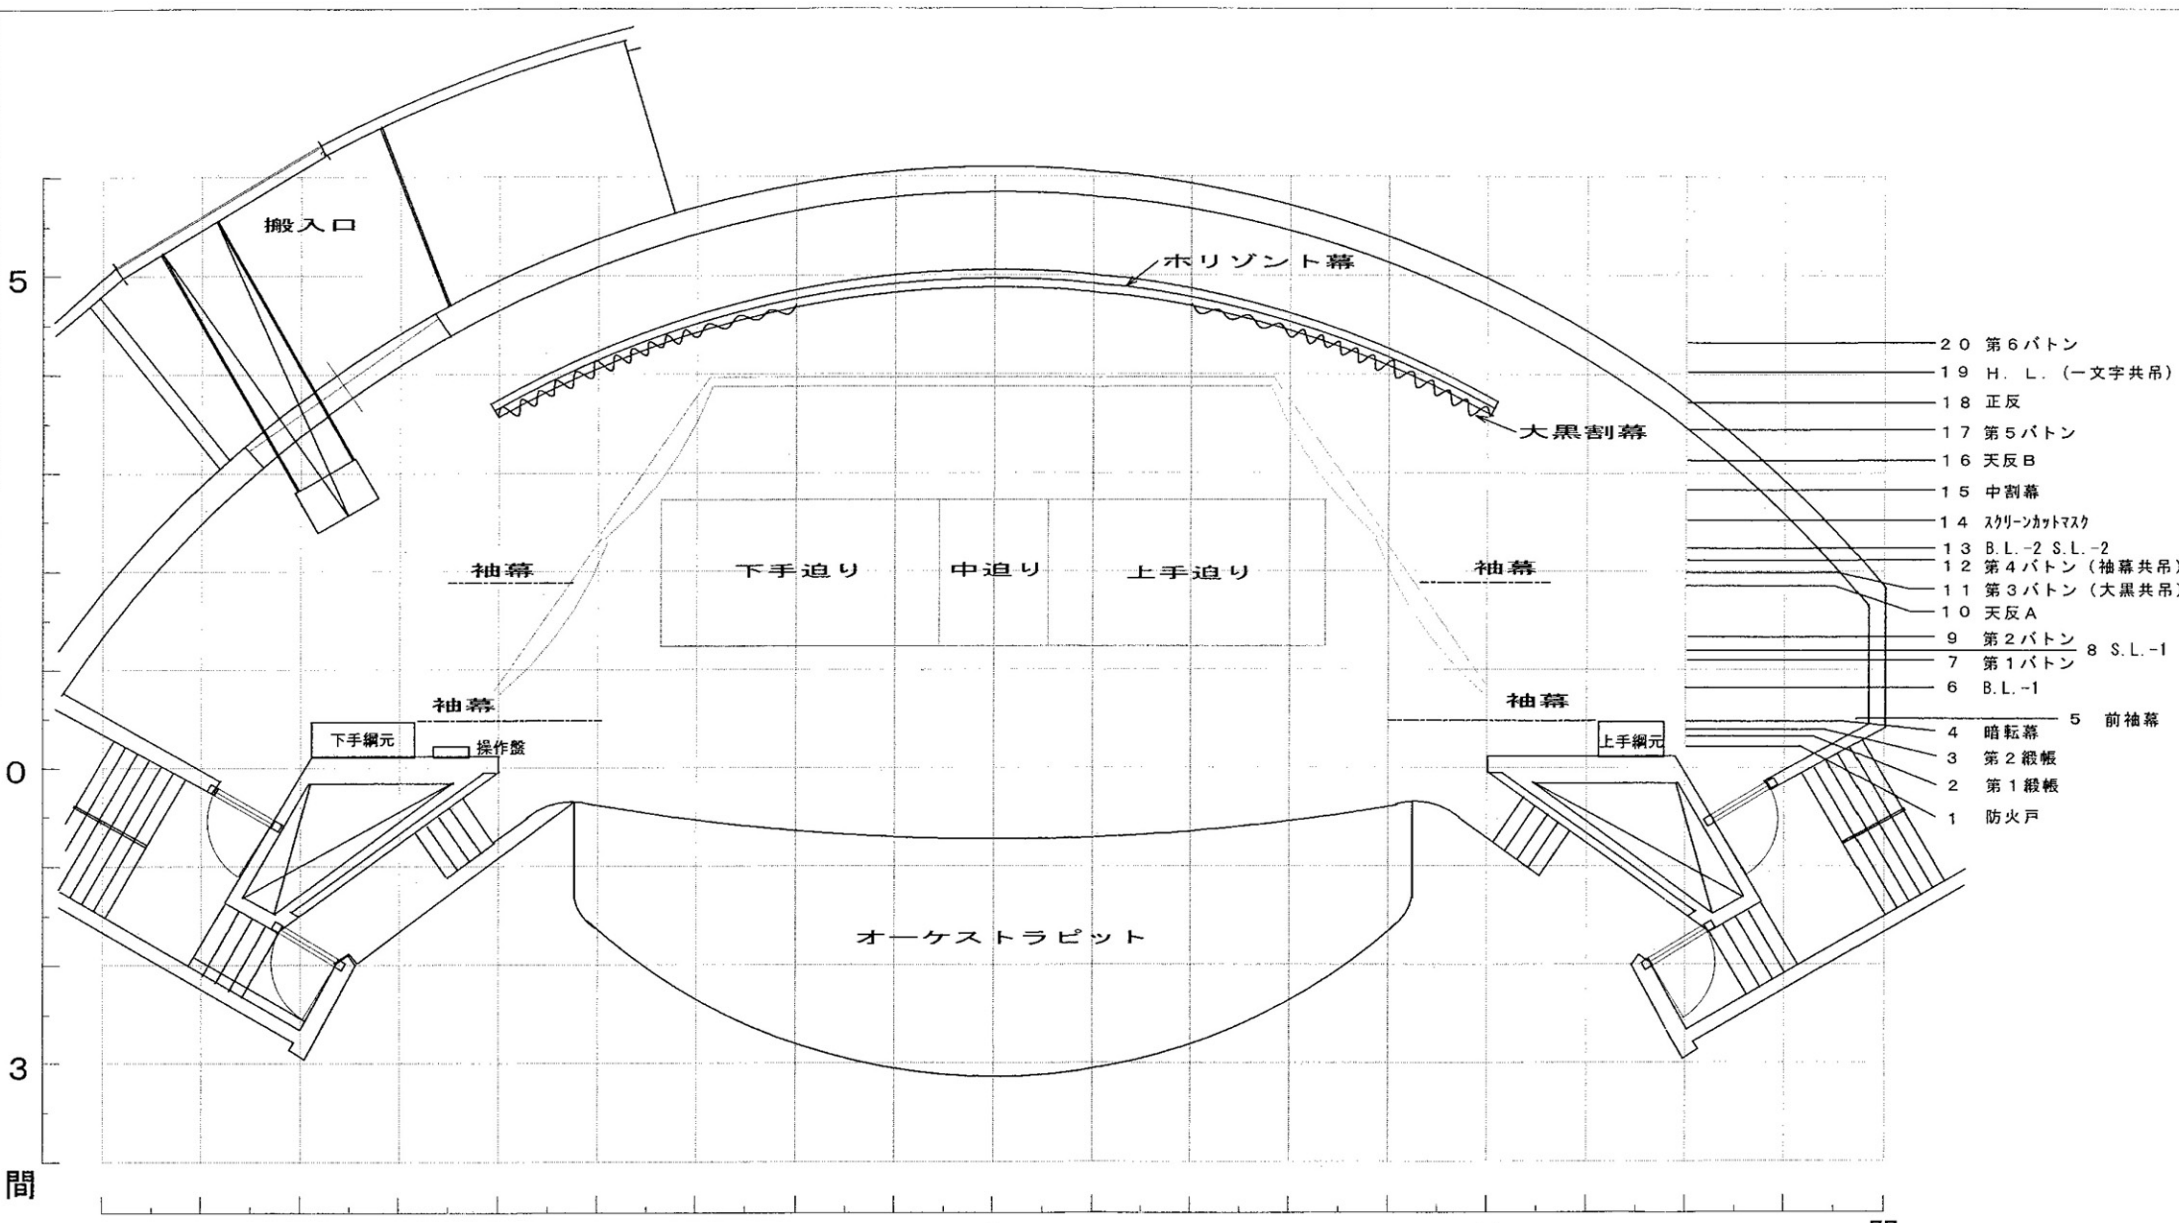 搬入口
5
ホリゾント幕
20 第6バトン
19 H. L. (一文字共吊)
18 正反
大黒割幕
17 第5バトン
16 天反B
15 中割幕
14 スクリーンカットマスク
13 B.L.-2 S.L.-2
12 第4バトン (袖幕共吊)
11 第3バトン (大黒共吊)
10 天反A
袖幕
下手迫り
中迫り
上手迫り
袖幕
9 第2バトン
8 S.L.-1
7 第1バトン
6 B.L.-1
袖幕
袖幕
5 前袖幕
下手綱元
操作盤
上手綱元
4 暗転幕
0
3 第2緞帳
2 第1緞帳
1 防火戸
オーケストラピット
3
間